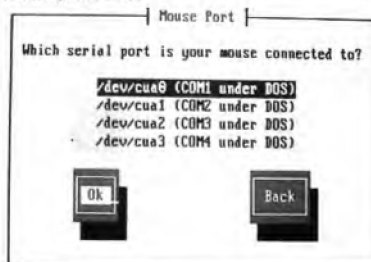 Mouse Port
Which serial port is your mouse connected to?
/dev/cua0 (COM1 under DOS)
/dev/cua1 (COM2 under DOS)
/dev/cua2 (COM3 under DOS)
/dev/cua3 (COM4 under DOS)
Ok Back